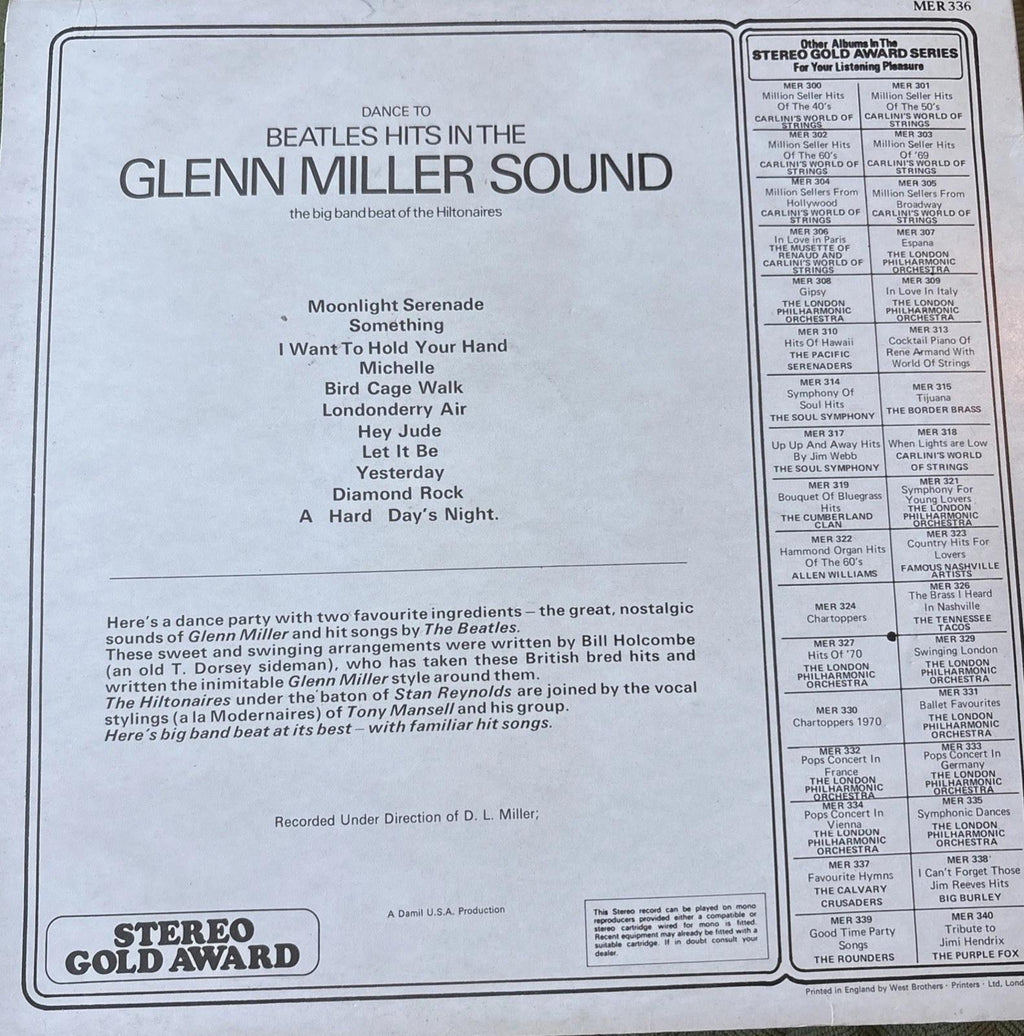 MER 336
DANCE TO
BEATLES HITS IN THE
GLENN MILLER SOUND
the big band beat of the Hiltonaires
Moonlight Serenade
Something
I Want To Hold Your Hand
Michelle
Bird Cage Walk
Londonderry Air
Hey Jude
Let It Be
Yesterday
Diamond Rock
A Hard Day's Night.
Here's a dance party with two favourite ingredients – the great, nostalgic
sounds of Glenn Miller and hit songs by The Beatles.
These sweet and swinging arrangements were written by Bill Holcombe
(an old T. Dorsey sideman), who has taken these British bred hits and
written the inimitable Glenn Miller style around them.
The Hiltonaires under the baton of Stan Reynolds are joined by the vocal
stylings (a la Modernaires) of Tony Mansell and his group.
Here's big band beat at its best – with familiar hit songs.
Recorded Under Direction of D. L. Miller;
A Damil U.S.A. Production
STEREO
GOLD AWARD
This Stereo record can be played on mono
reproducers provided either a compatible or
stereo cartridge wired for mono is fitted.
Recent equipment may already be fitted with a
suitable cartridge. If in doubt consult your
dealer.
Other Albums In The
STEREO GOLD AWARD SERIES
For Your Listening Pleasure
MER 300
Million Seller Hits
Of The 40's
CARLINI'S WORLD OF
STRINGS
MER 301
Million Seller Hits
Of The 50's
CARLINI'S WORLD OF
STRINGS
MER 302
Million Seller Hits
Of The 60's
CARLINI'S WORLD OF
STRINGS
MER 303
Million Seller Hits
Of '69
CARLINI'S WORLD OF
STRINGS
MER 304
Million Sellers From
Hollywood
CARLINI'S WORLD OF
STRINGS
MER 305
Million Sellers From
Broadway
CARLINI'S WORLD OF
STRINGS
MER 306
In Love in Paris
THE MUSETTE OF
RENAUD AND
CARLINI'S WORLD OF
STRINGS
MER 307
Espana
THE LONDON
PHILHARMONIC
ORCHESTRA
MER 308
Gipsy
THE LONDON
PHILHARMONIC
ORCHESTRA
MER 309
In Love In Italy
THE LONDON
PHILHARMONIC
ORCHESTRA
MER 310
Hits Of Hawaii
THE PACIFIC
SERENADERS
MER 313
Cocktail Piano Of
Rene Armand With
World Of Strings
MER 314
Symphony Of
Soul Hits
THE SOUL SYMPHONY
MER 315
Tijuana
THE BORDER BRASS
MER 317
Up Up And Away Hits
By Jim Webb
THE SOUL SYMPHONY
MER 318
When Lights are Low
CARLINI'S WORLD
OF STRINGS
MER 319
Bouquet Of Bluegrass
Hits
THE CUMBERLAND
CLAN
MER 321
Symphony For
Young Lovers
THE LONDON
PHILHARMONIC
ORCHESTRA
MER 322
Hammond Organ Hits
Of The 60's
ALLEN WILLIAMS
MER 323
Country Hits For
Lovers
FAMOUS NASHVILLE
ARTISTS
MER 324
Chartoppers
MER 326
The Brass I Heard
In Nashville
THE TENNESSEE
TACOS
MER 327
Hits Of '70
THE LONDON
PHILHARMONIC
ORCHESTRA
MER 329
Swinging London
THE LONDON
PHILHARMONIC
ORCHESTRA
MER 330
Chartoppers 1970
MER 331
Ballet Favourites
THE LONDON
PHILHARMONIC
ORCHESTRA
MER 332
Pops Concert In
France
THE LONDON
PHILHARMONIC
ORCHESTRA
MER 333
Pops Concert In
Germany
THE LONDON
PHILHARMONIC
ORCHESTRA
MER 334
Pops Concert In
Vienna
THE LONDON
PHILHARMONIC
ORCHESTRA
MER 335
Symphonic Dances
THE LONDON
PHILHARMONIC
ORCHESTRA
MER 337
Favourite Hymns
THE CALVARY
CRUSADERS
MER 338
I Can't Forget Those
Jim Reeves Hits
BIG BURLEY
MER 339
Good Time Party
Songs
THE ROUNDERS
MER 340
Tribute to
Jimi Hendrix
THE PURPLE FOX
Printed in England by West Brothers · Printers · Ltd. Lond